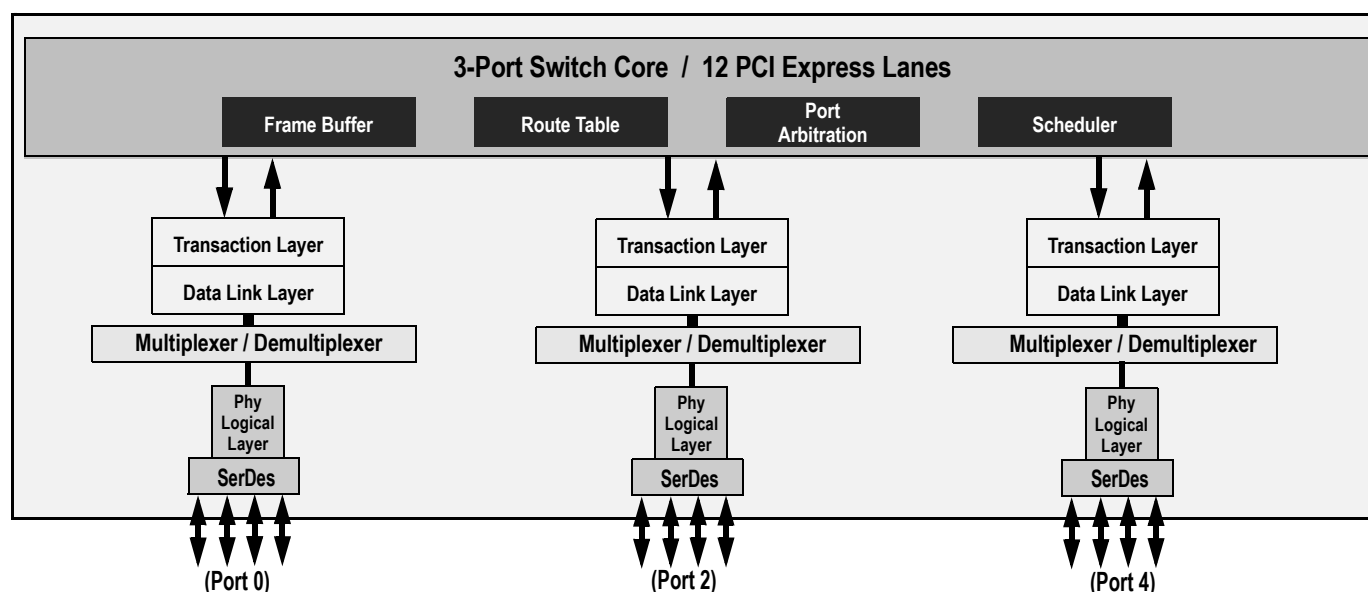 3-Port Switch Core / 12 PCI Express Lanes
Frame Buffer
Route Table
Port
Arbitration
Scheduler
Transaction Layer
Data Link Layer
Multiplexer / Demultiplexer
Phy
Logical
Layer
SerDes
(Port 0)
Transaction Layer
Data Link Layer
Multiplexer / Demultiplexer
Phy
Logical
Layer
SerDes
(Port 2)
Transaction Layer
Data Link Layer
Multiplexer / Demultiplexer
Phy
Logical
Layer
SerDes
(Port 4)